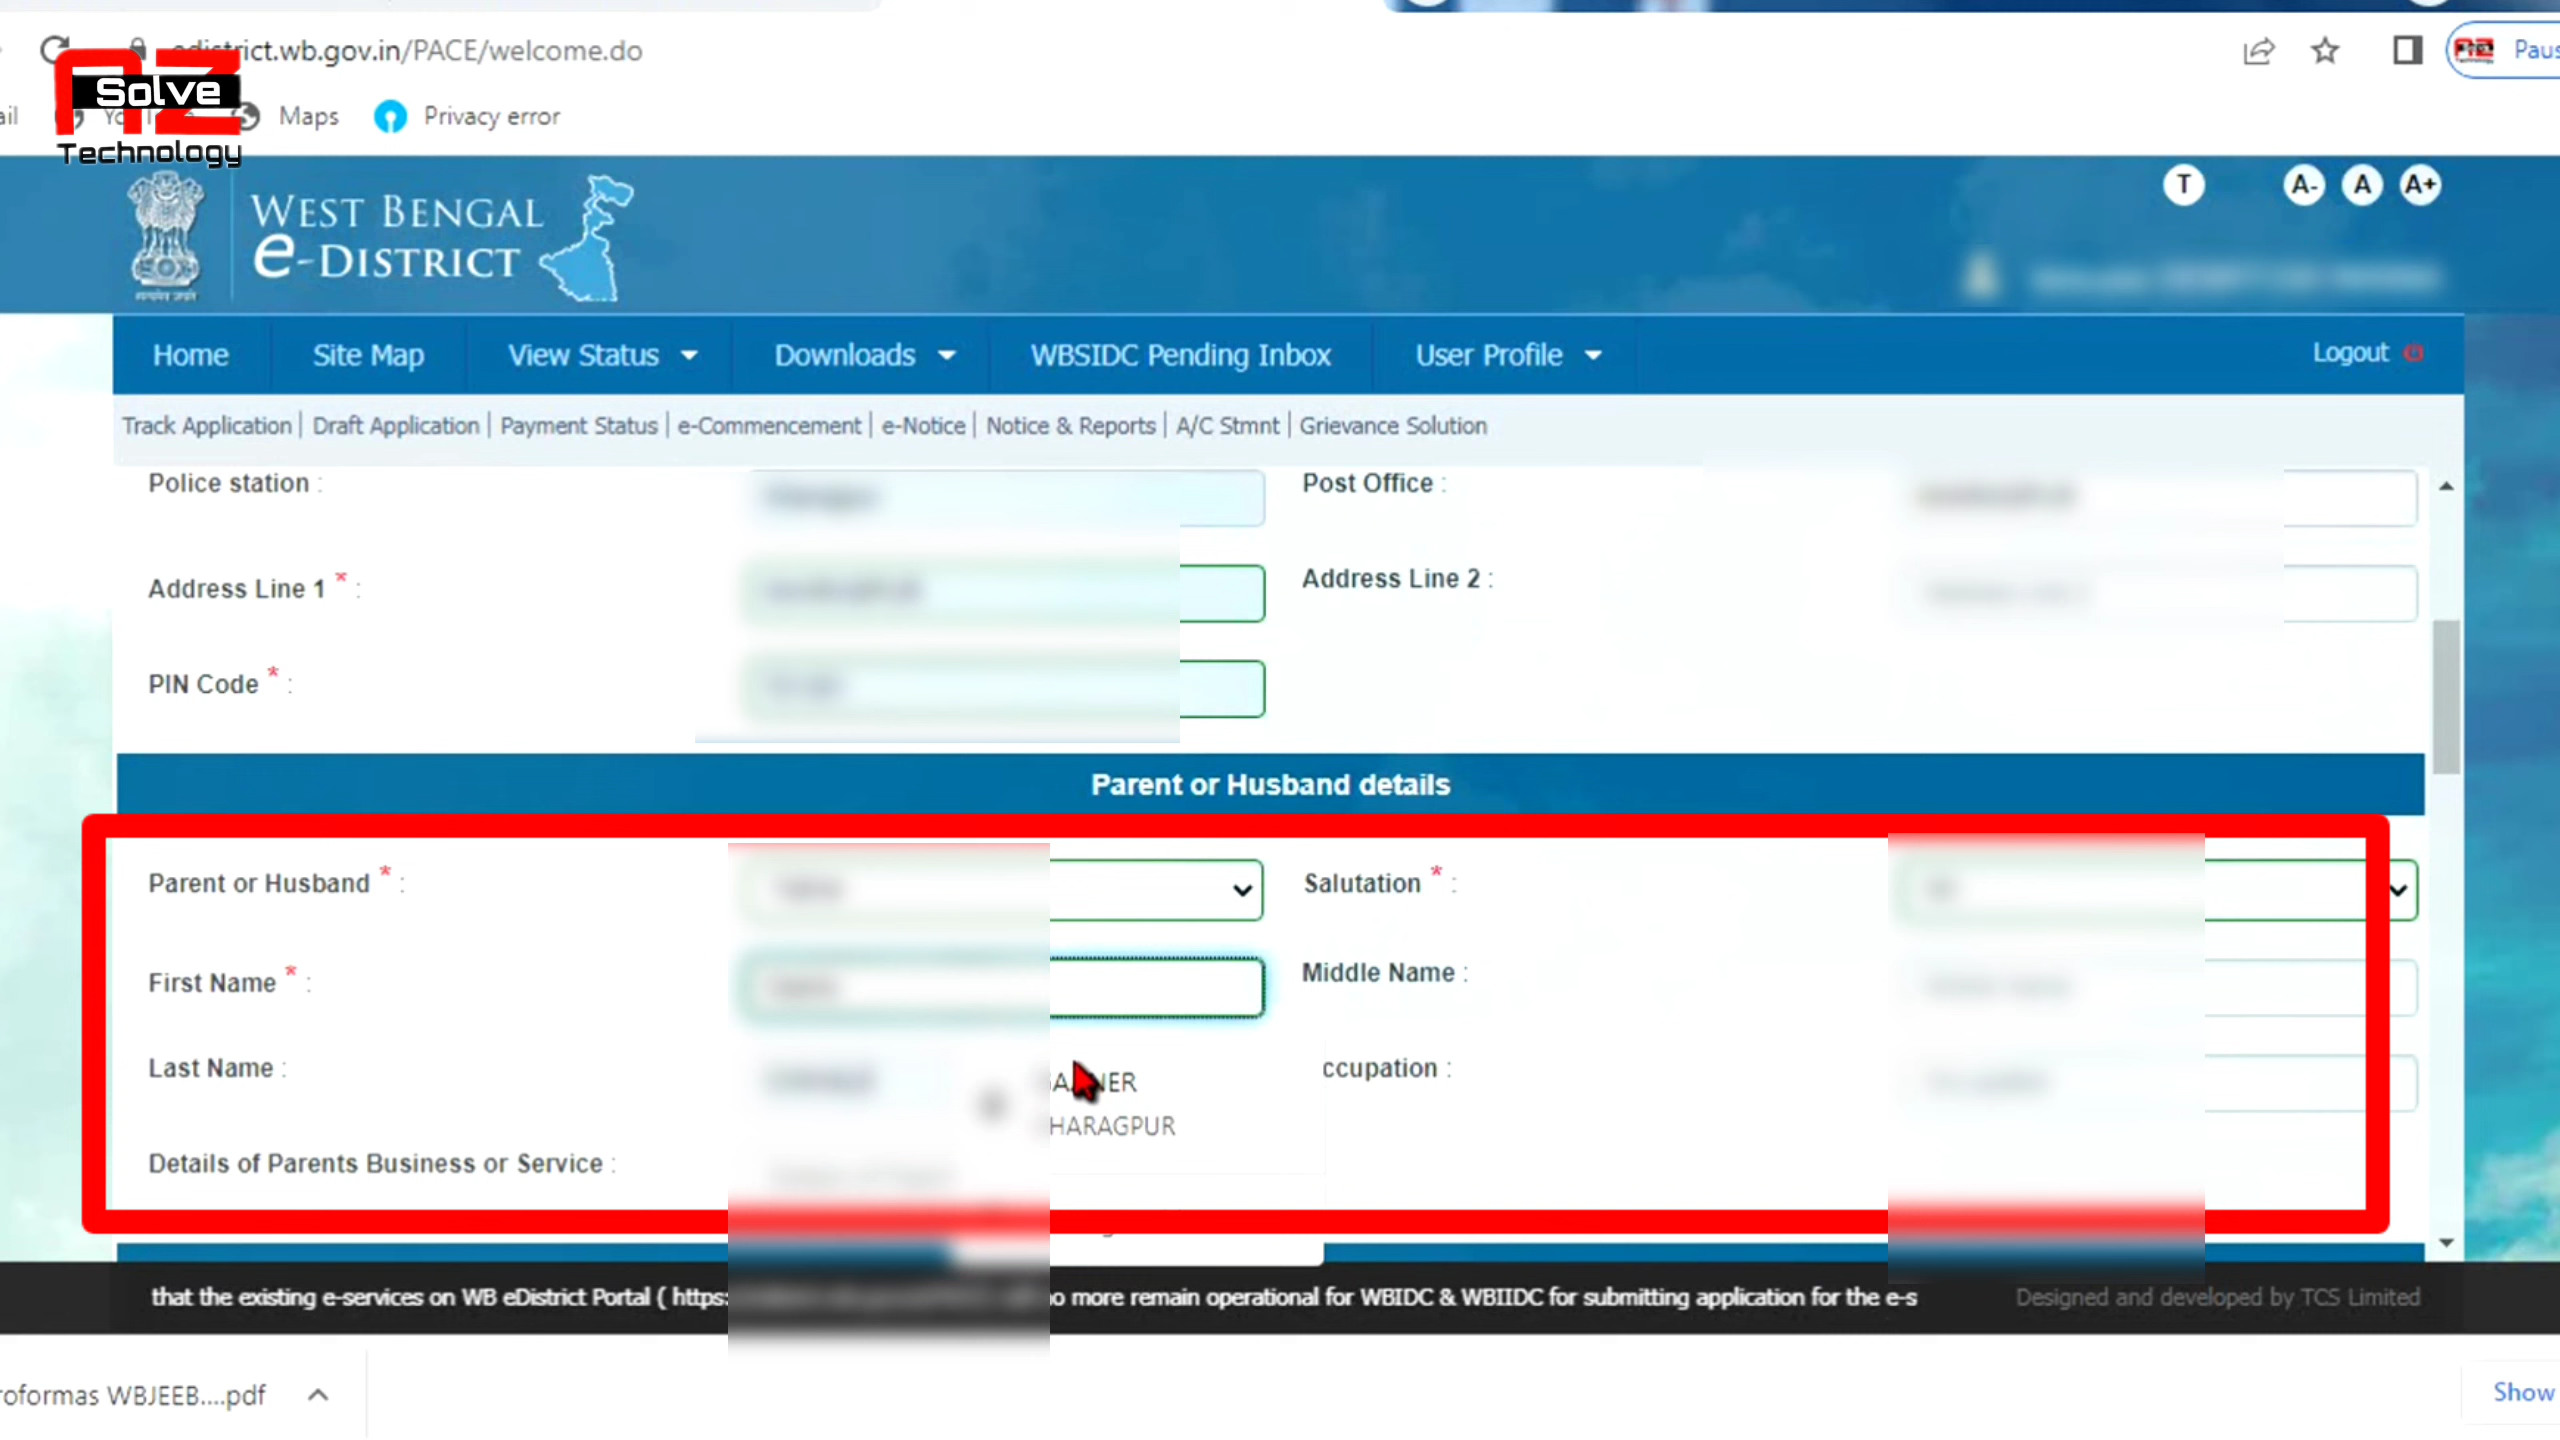 edistrict.wb.gov.in/PACE/welcome.do
Paus
AZ
Solve
Technology
Maps
Privacy error
WEST BENGAL
e-DISTRICT
T A- A A+
Home Site Map View Status Downloads WBSIDC Pending Inbox User Profile Logout
Track Application | Draft Application | Payment Status | e-Commencement | e-Notice | Notice & Reports | A/C Stmnt | Grievance Solution
Police station :
Post Office :
Address Line 1 * :
Address Line 2 :
PIN Code * :
Parent or Husband details
Parent or Husband * :
Salutation * :
First Name * :
Middle Name :
Last Name :
ccupation :
HARAGPUR
Details of Parents Business or Service :
that the existing e-services on WB eDistrict Portal ( https: o more remain operational for WBIDC & WBIIDC for submitting application for the e-s
Designed and developed by TCS Limited
roformas WBJEEB....pdf
Show